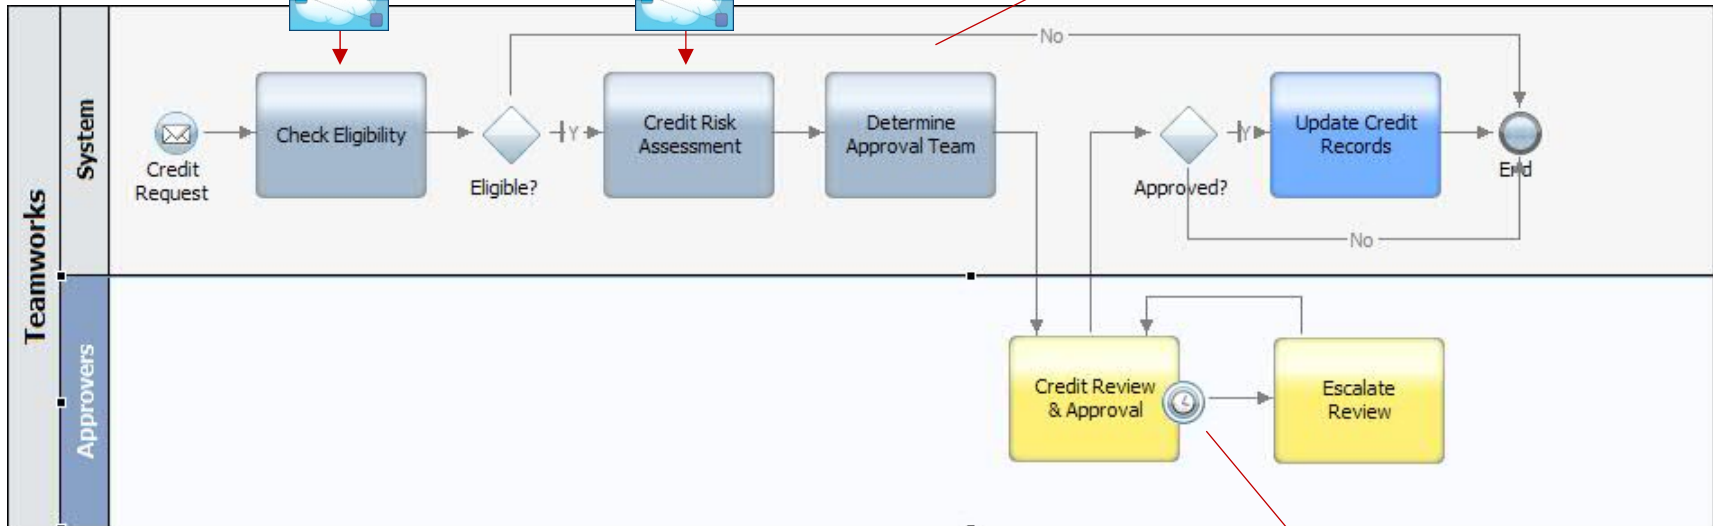 Teamworks
System
Approvers
Credit
Request
Check Eligibility
Eligible?
No
Y
Credit Risk
Assessment
Determine
Approval Team
Approved?
Y
No
Update Credit
Records
End
Credit Review
& Approval
Escalate
Review